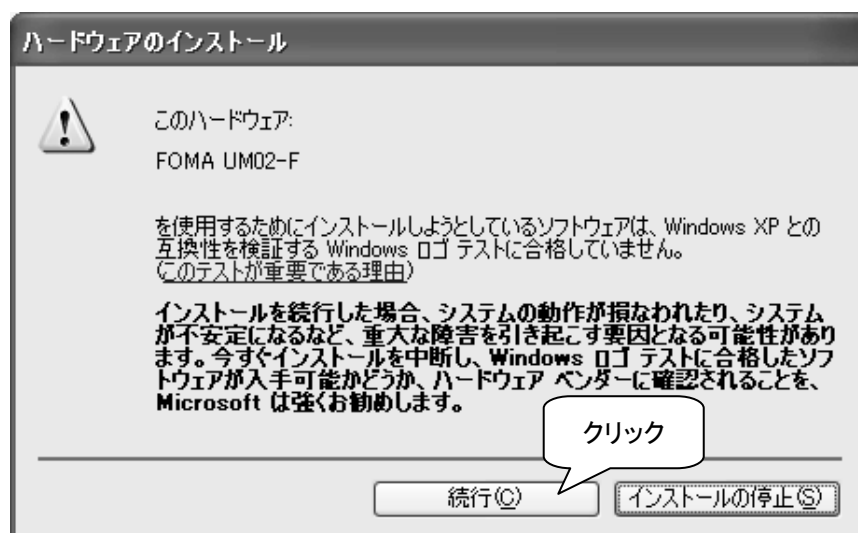 ハードウェアのインストール
このハードウェア:
FOMA UM02-F
を使用するためにインストールしようとしているソフトウェアは、Windows XP との
互換性を検証する Windows ロゴ テストに合格していません。
(このテストが重要である理由)
インストールを続行した場合、システムの動作が損なわれたり、システム
が不安定になるなど、重大な障害を引き起こす要因となる可能性があり
ます。今すぐインストールを中断し、Windows ロゴ テストに合格したソフ
トウェアが入手可能かどうか、ハードウェア ベンダーに確認されることを、
Microsoft は強くお勧めします。
クリック
続行(C)
インストールの停止(S)